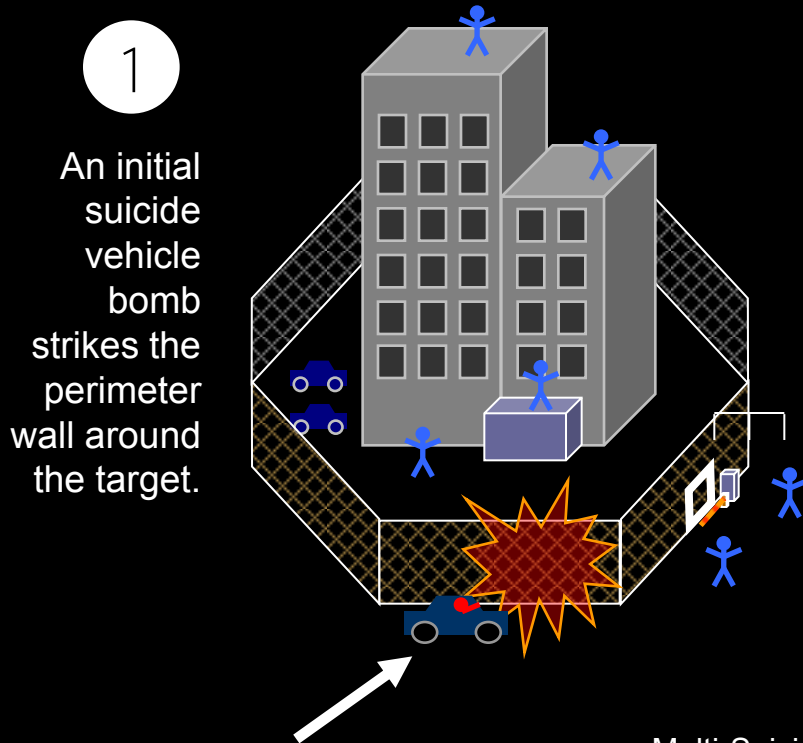 1
An initial
suicide
vehicle
bomb
strikes the
perimeter
wall around
the target.